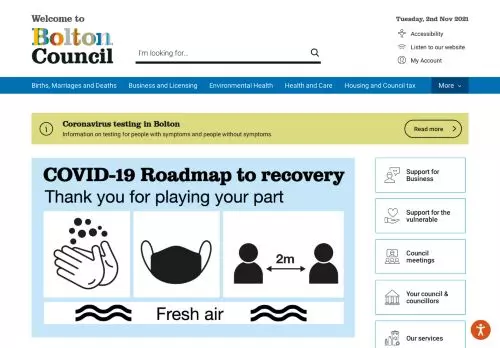 Welcome to
Bolton
Council
I'm looking for...
Tuesday, 2nd Nov 2021
Accessibility
Listen to our website
My Account
Births, Marriages and Deaths
Business and Licensing
Environmental Health
Health and Care
Housing and Council tax
More
Coronavirus testing in Bolton
Information on testing for people with symptoms and people without symptoms.
Read more
COVID-19 Roadmap to recovery
Thank you for playing your part
2m
Fresh air
Support for
Business
Support for the
vulnerable
Council
meetings
Your council &
councillors
Our services